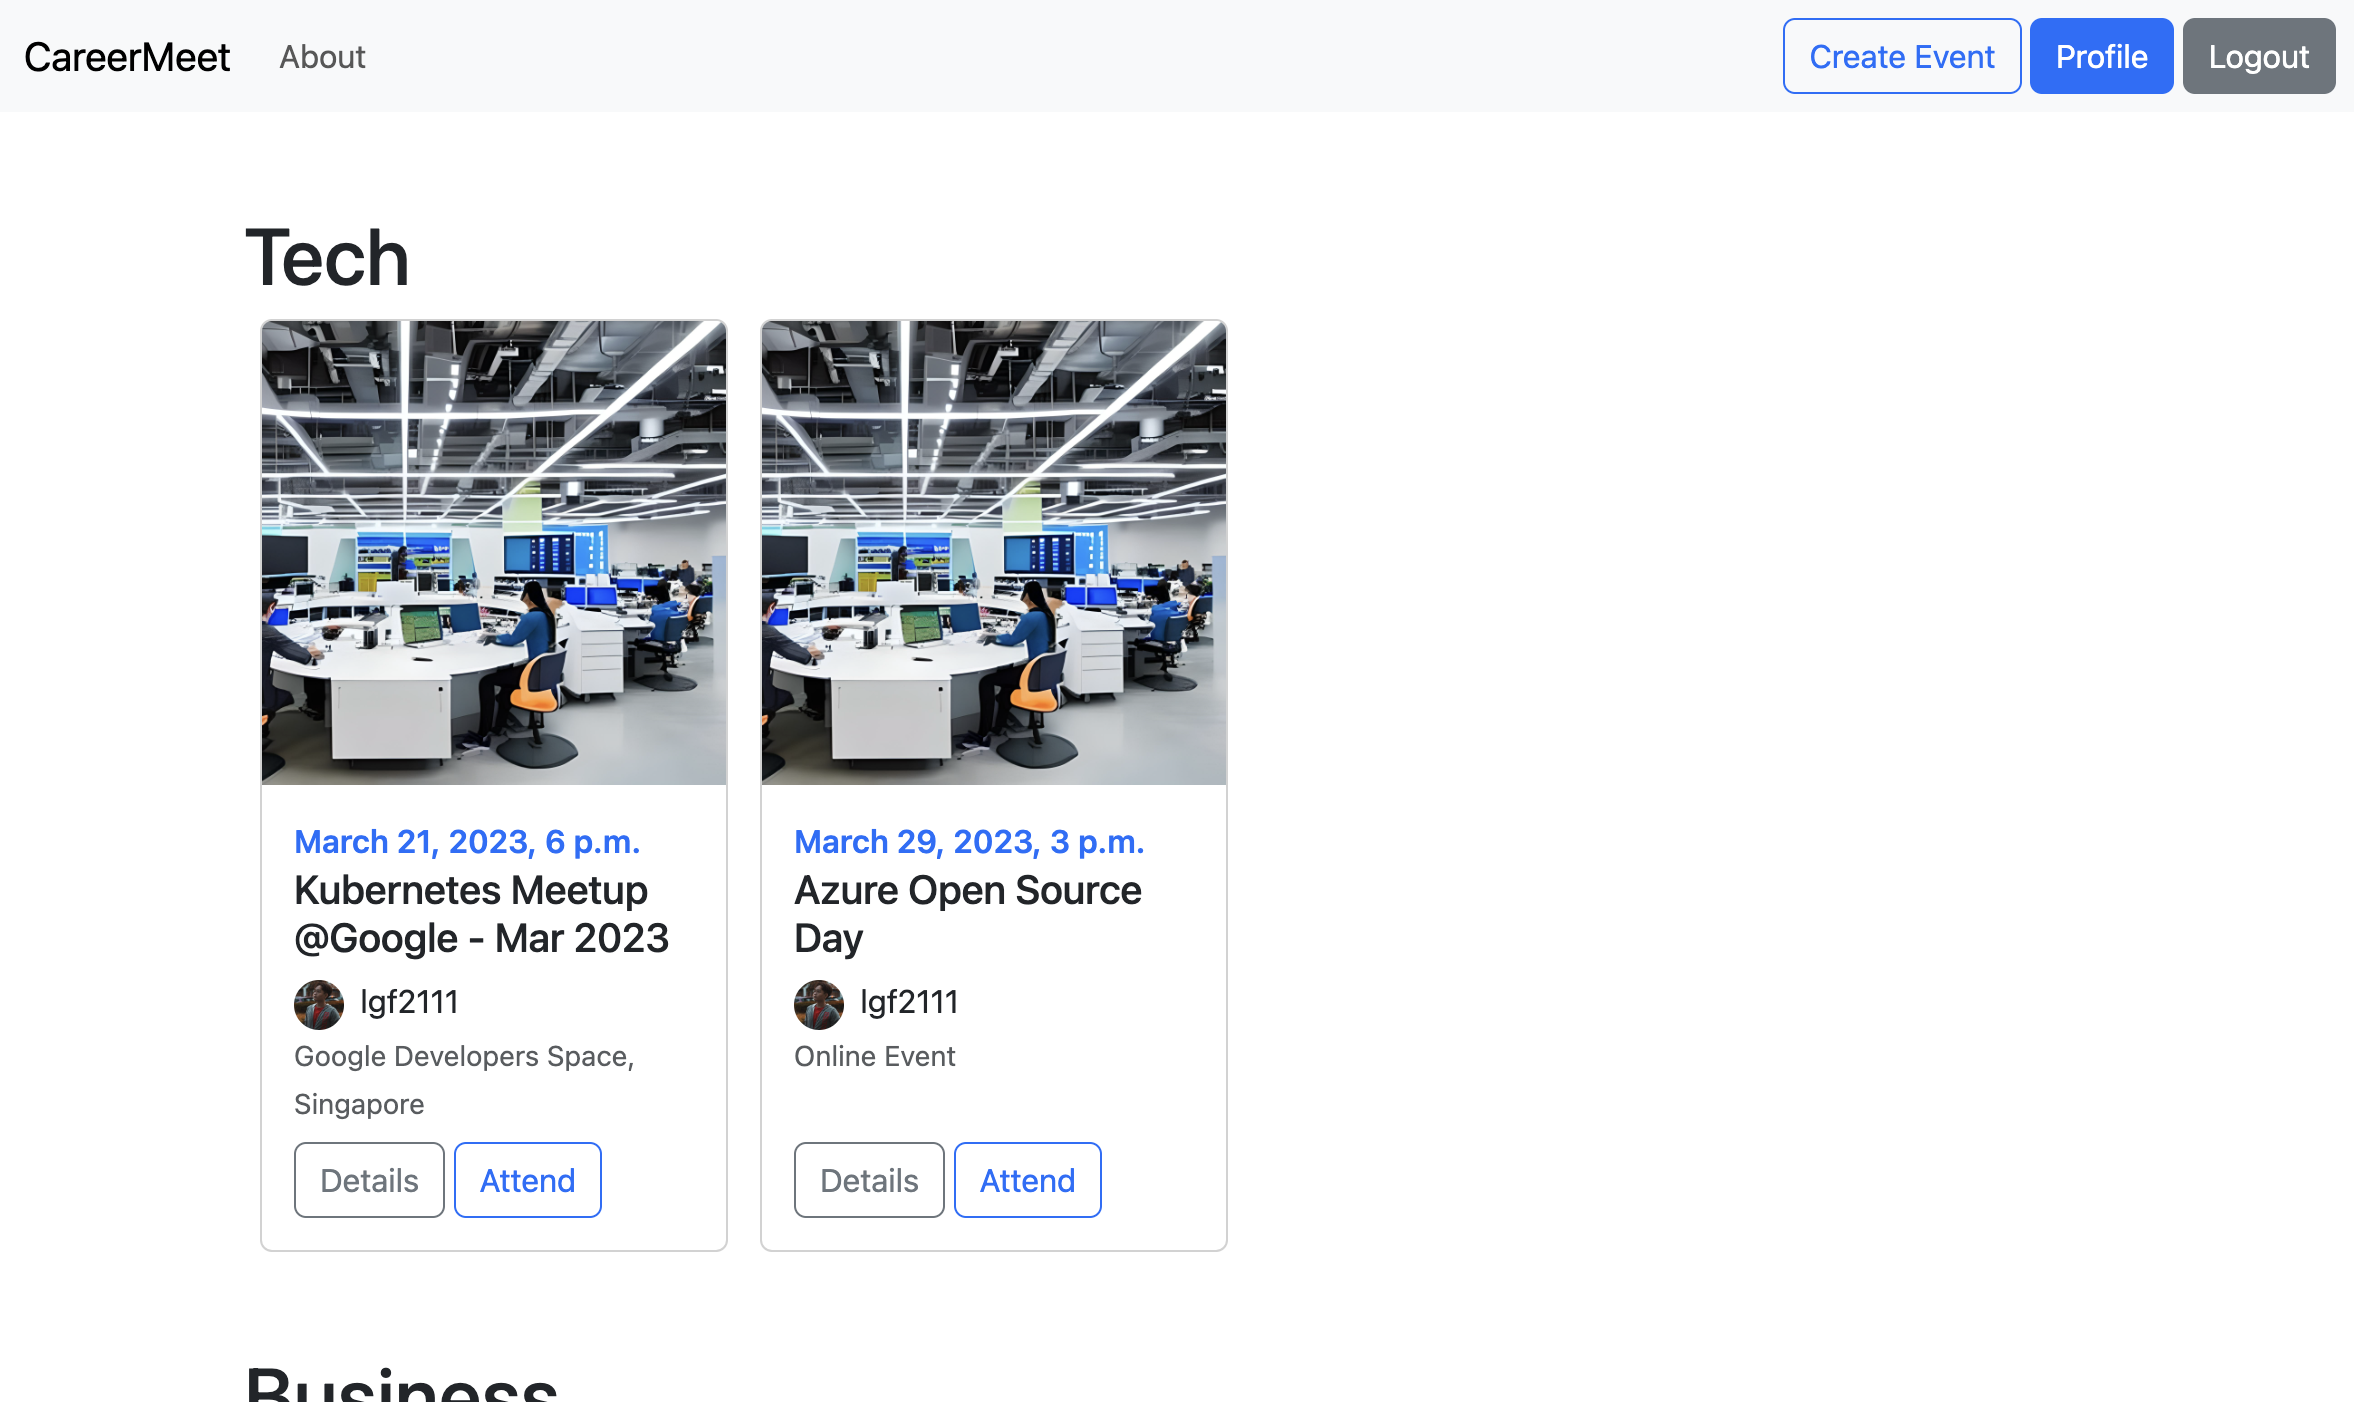 CareerMeet About Create Event Profile Logout
Tech
March 21, 2023, 6 p.m.
Kubernetes Meetup
@Google - Mar 2023
lgf2111
Google Developers Space,
Singapore
Details Attend
March 29, 2023, 3 p.m.
Azure Open Source
Day
lgf2111
Online Event
Details Attend
Business